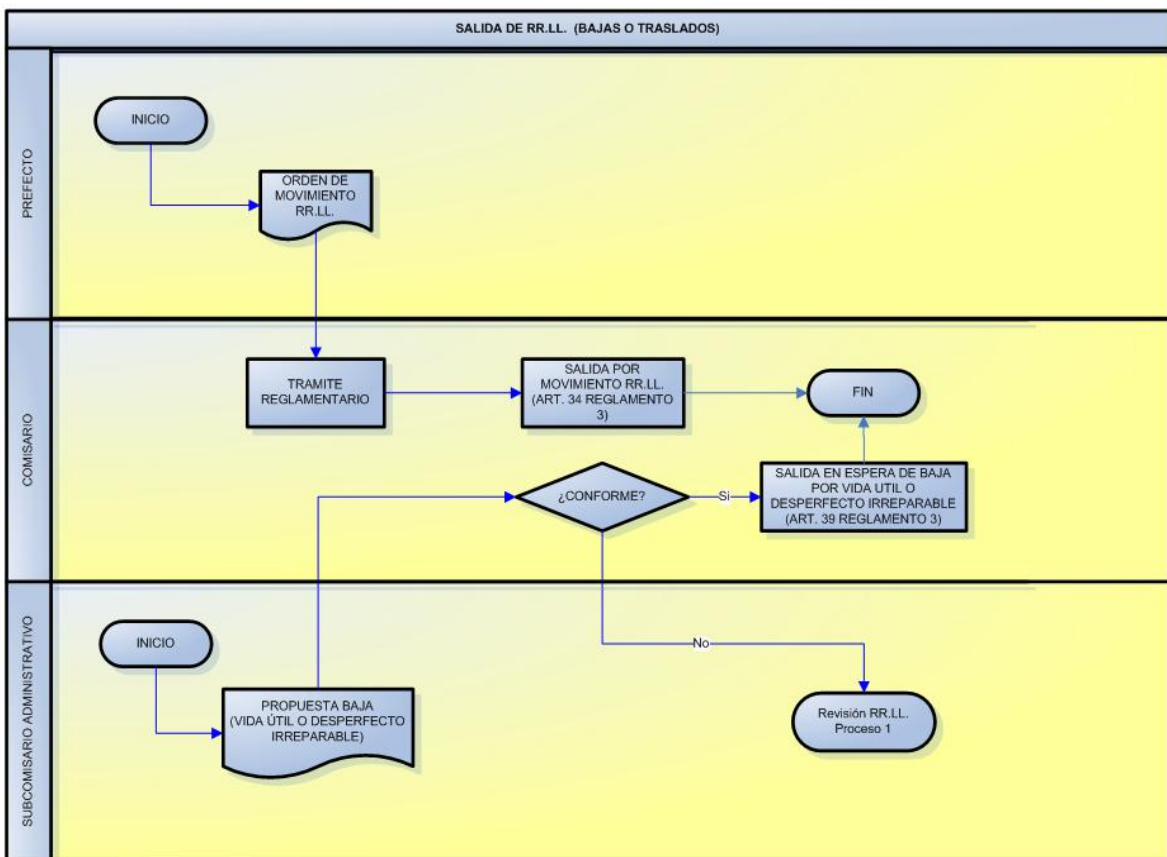 SALIDA DE RR.LL. (BAJAS O TRASLADOS)
PREFECTO
INICIO
ORDEN DE
MOVIMIENTO
RR.LL.
COMISARIO
TRAMITE
REGLAMENTARIO
SALIDA POR
MOVIMIENTO RR.LL.
(ART. 34 REGLAMENTO
3)
FIN
¿CONFORME?
Si
SALIDA EN ESPERA DE BAJA
POR VIDA UTIL O
DESPERFECTO IRREPARABLE
(ART. 39 REGLAMENTO 3)
SUBCOMISARIO ADMINISTRATIVO
INICIO
No
PROPUESTA BAJA
(VIDA ÚTIL O DESPERFECTO
IRREPARABLE)
Revisión RR.LL.
Proceso 1